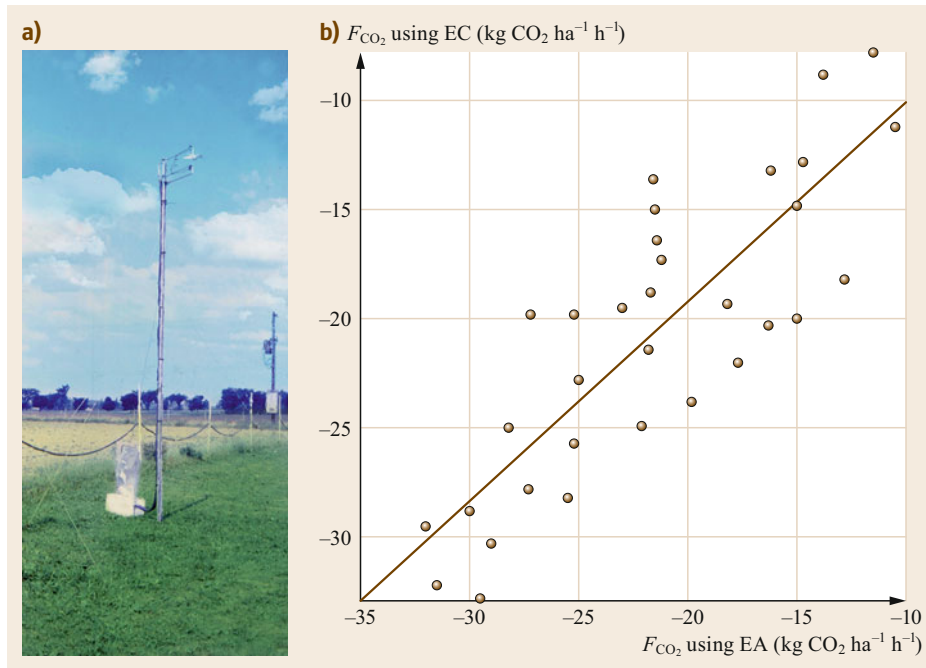 a)
b) F_CO₂ using EC (kg CO₂ ha⁻¹ h⁻¹)
–10
–15
–20
–25
–30
–35 –30 –25 –20 –15 –10
F_CO₂ using EA (kg CO₂ ha⁻¹ h⁻¹)